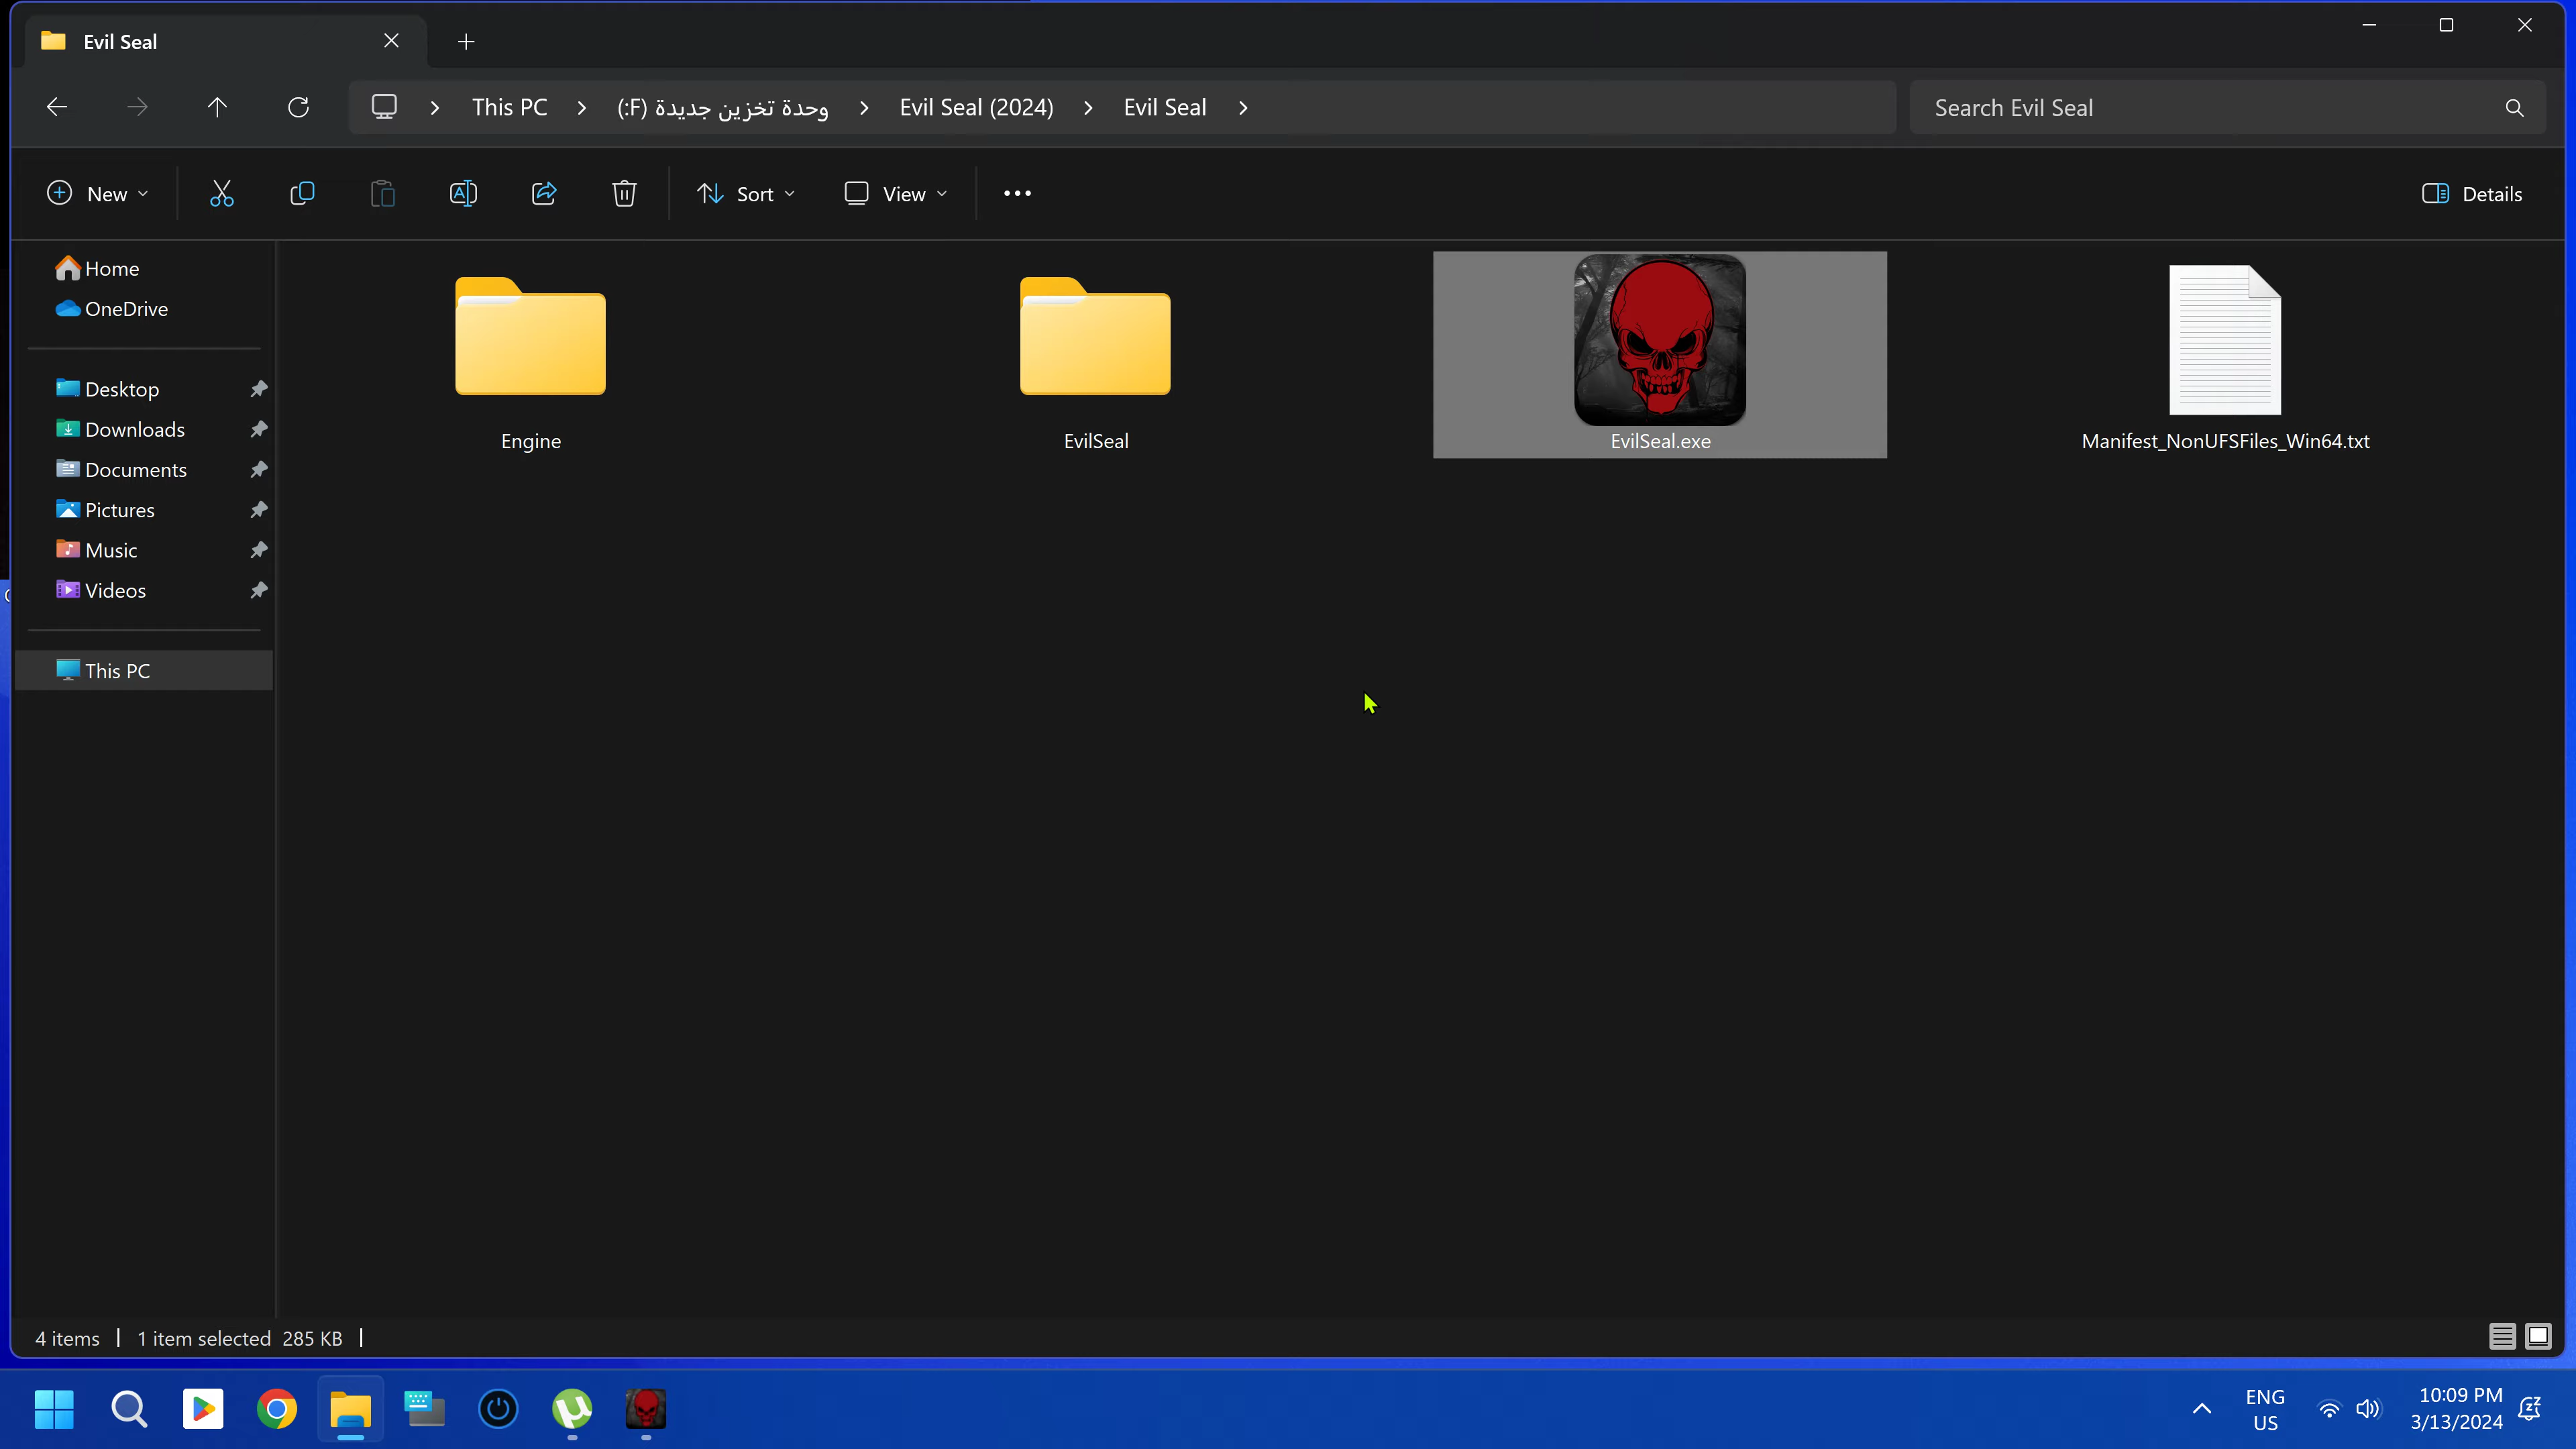 Evil Seal
This PC
وحدة تخزين جديدة (F:)
Evil Seal (2024)
Evil Seal
Search Evil Seal
New
Sort
View
Details
Home
OneDrive
Desktop
Downloads
Documents
Pictures
Music
Videos
This PC
Engine
EvilSeal
EvilSeal.exe
Manifest_NonUFSFiles_Win64.txt
4 items
1 item selected 285 KB
ENG
US
10:09 PM
3/13/2024